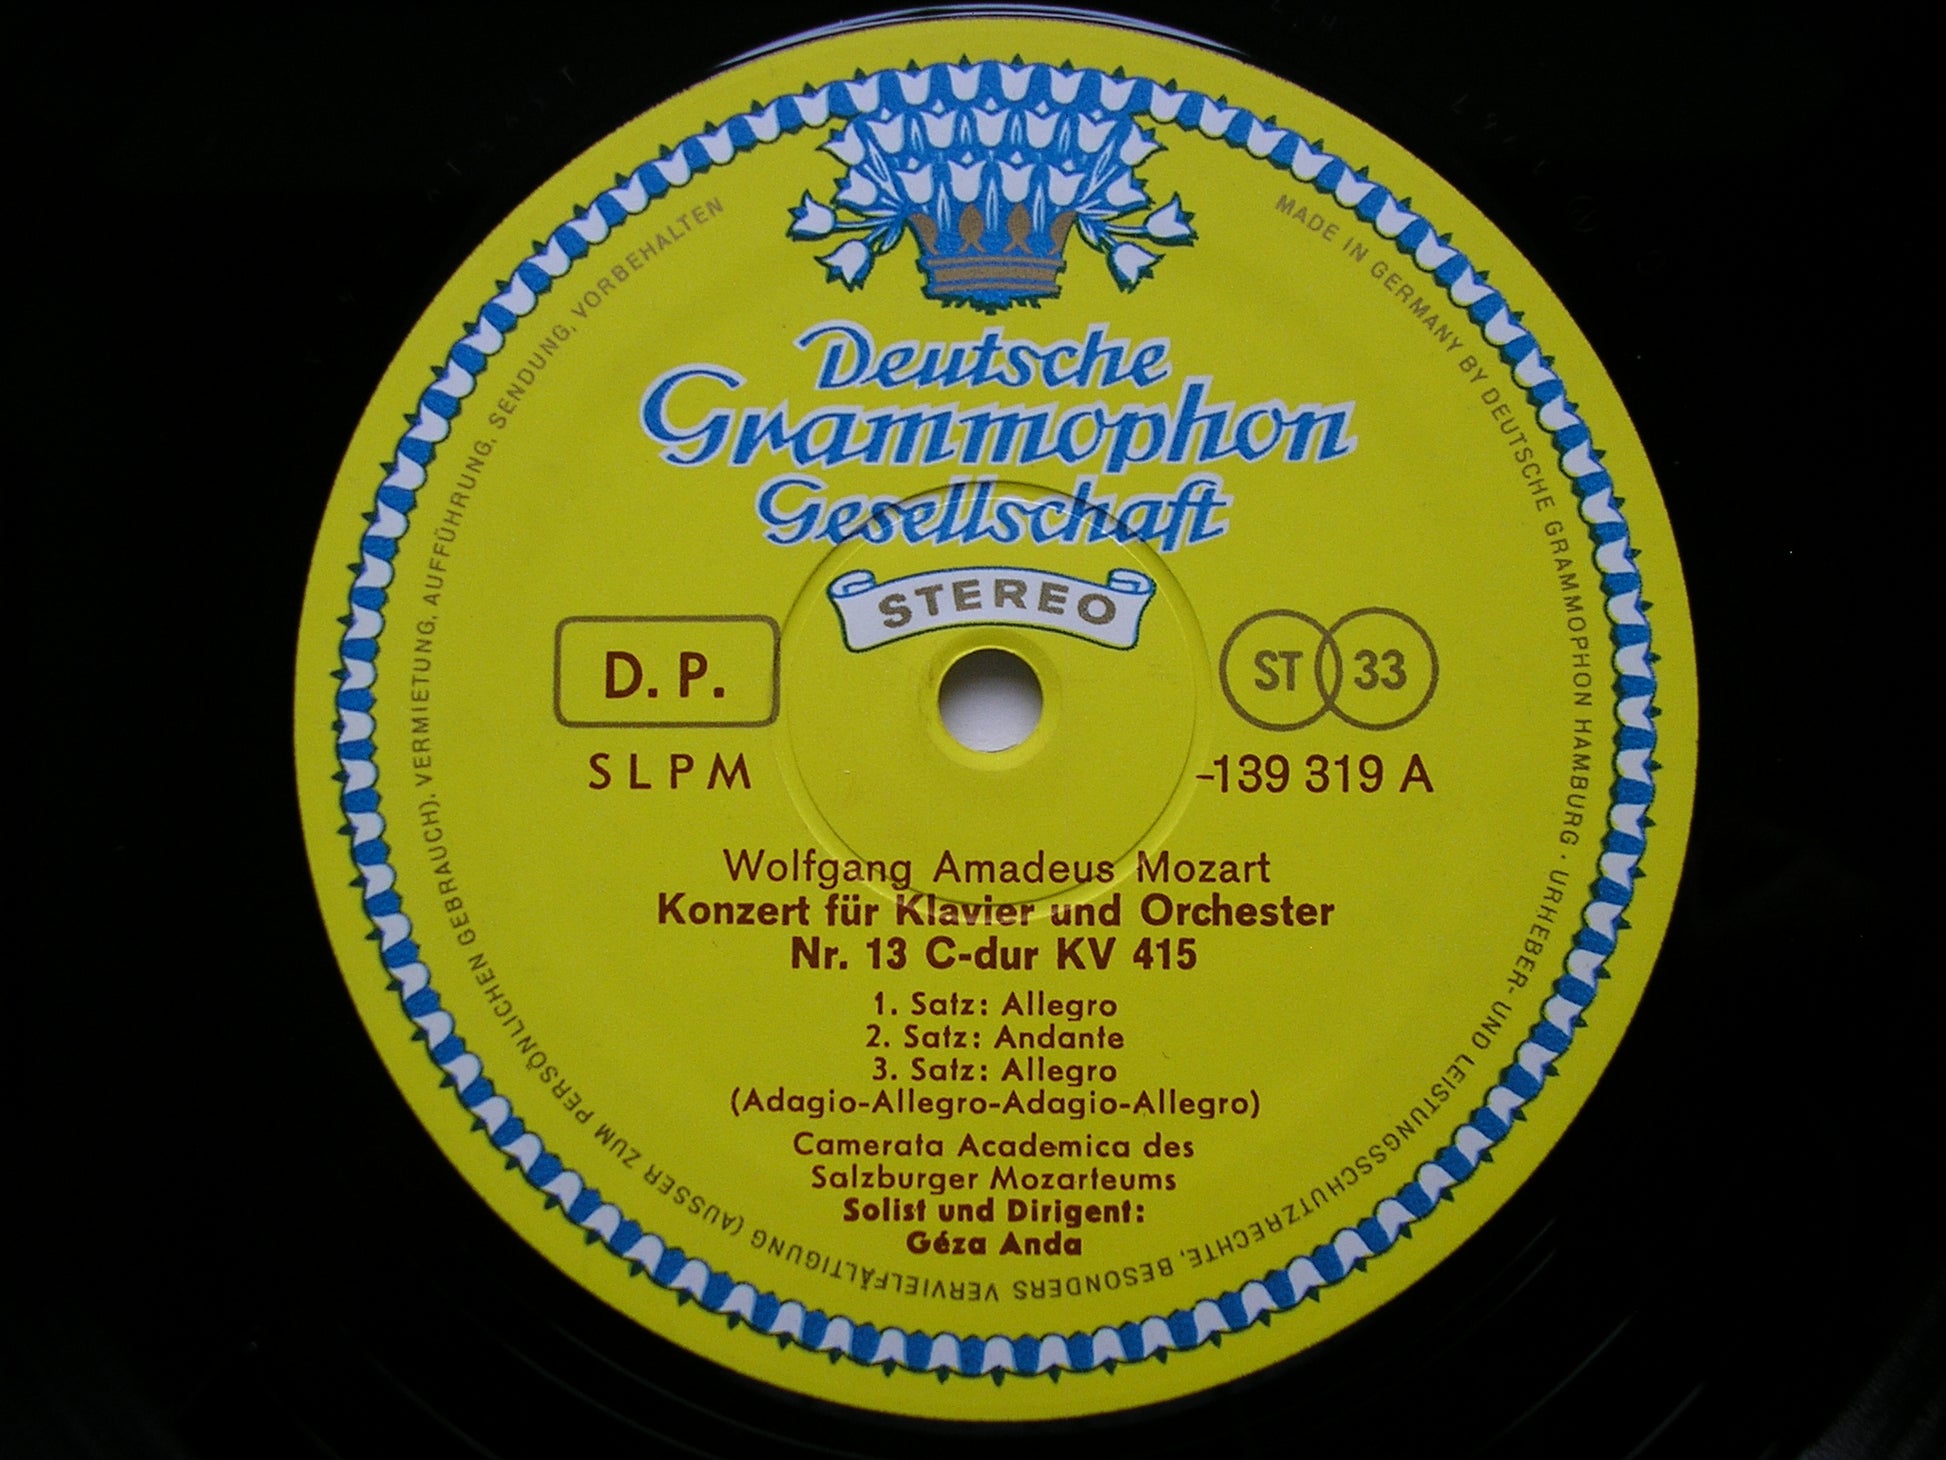 Deutsche
Grammophon
Gesellschaft
STEREO
D. P.
ST 33
SLPM
-139 319 A
Wolfgang Amadeus Mozart
Konzert für Klavier und Orchester
Nr. 13 C-dur KV 415
1. Satz: Allegro
2. Satz: Andante
3. Satz: Allegro
(Adagio-Allegro-Adagio-Allegro)
Camerata Academica des
Salzburger Mozarteums
Solist und Dirigent:
Géza Anda
MADE IN GERMANY BY DEUTSCHE GRAMMOPHON HAMBURG · URHEBER- UND LEISTUNGSSCHUTZRECHTE, BESONDERS VERVIELFÄLTIGUNG (AUSSER ZUM PERSÖNLICHEN GEBRAUCH), VERMIETUNG, AUFFÜHRUNG, SENDUNG, VORBEHALTEN